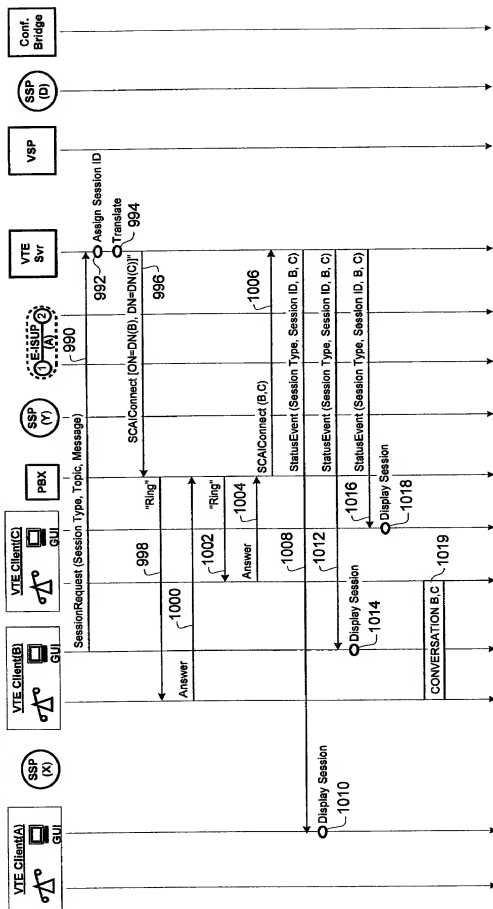 VTE Client(A)
GUI
SSP
(X)
VTE Client(B)
GUI
VTE Client(C)
GUI
PBX
SSP
(Y)
1
E-ISUP
(A)
2
VTE
Svr
VSP
SSP
(D)
Conf.
Bridge
SessionRequest (Session Type, Topic, Message)
990
992
Assign Session ID
Translate
994
SCAIConnect [ON=DN(B), DN=DN(C)]"
996
"Ring"
998
Answer
1000
"Ring"
1002
Answer
1004
SCAIConnect (B,C)
1006
StatusEvent (Session Type, Session ID, B, C)
1008
Display Session
1010
StatusEvent (Session Type, Session ID, B, C)
1012
Display Session
1014
StatusEvent (Session Type, Session ID, B, C)
1016
Display Session
1018
CONVERSATION B,C
1019